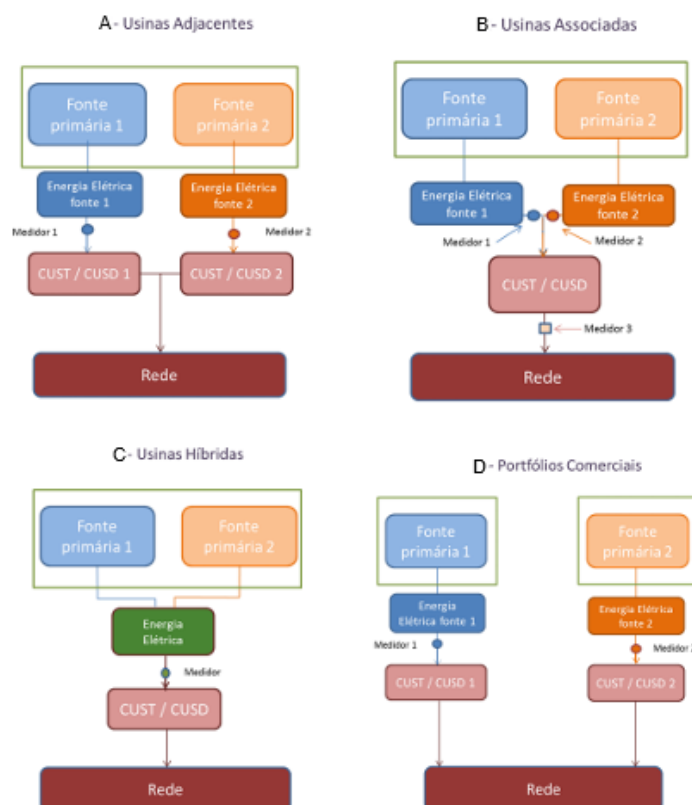 A - Usinas Adjacentes
Fonte
primária 1
Fonte
primária 2
Energia Elétrica
fonte 1
Energia Elétrica
fonte 2
Medidor 1
Medidor 2
CUST / CUSD 1
CUST / CUSD 2
Rede
B - Usinas Associadas
Fonte
primária 1
Fonte
primária 2
Energia Elétrica
fonte 1
Energia Elétrica
fonte 2
Medidor 1
Medidor 2
CUST / CUSD
Medidor 3
Rede
C - Usinas Híbridas
Fonte
primária 1
Fonte
primária 2
Energia
Elétrica
Medidor
CUST / CUSD
Rede
D - Portfólios Comerciais
Fonte
primária 1
Fonte
primária 2
Energia
Elétrica fonte 1
Energia Elétrica
fonte 2
Medidor 1
Medidor 2
CUST / CUSD 1
CUST / CUSD 2
Rede